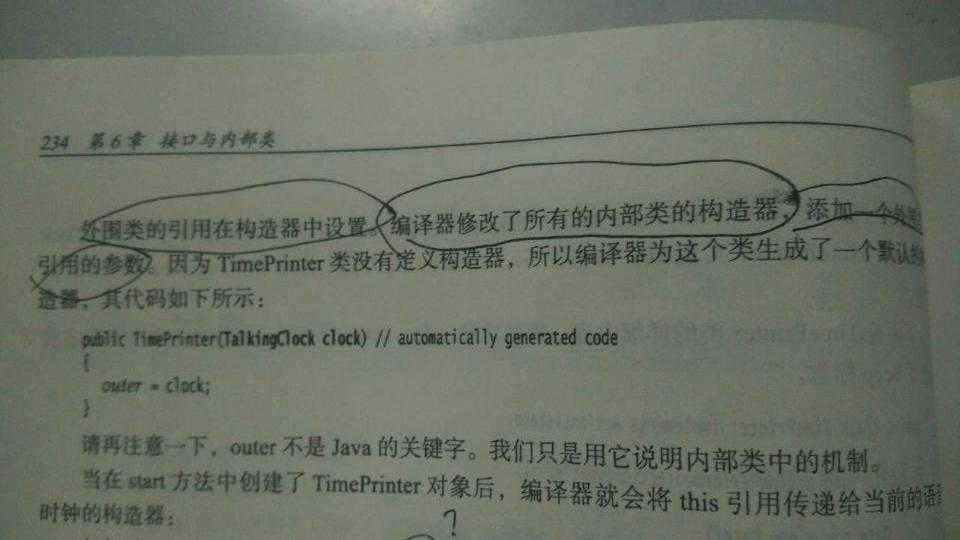 234 第6章 接口与内部类
外围类的引用在构造器中设置。编译器修改了所有的内部类的构造器，添加一个外围
引用的参数。因为 TimePrinter 类没有定义构造器，所以编译器为这个类生成了一个默认的
造器，其代码如下所示：
public TimePrinter(TalkingClock clock) // automatically generated code
{
outer = clock;
}
请再注意一下，outer 不是 Java 的关键字。我们只是用它说明内部类中的机制。
当在 start 方法中创建了 TimePrinter 对象后，编译器就会将 this 引用传递给当前的语音
时钟的构造器：
?